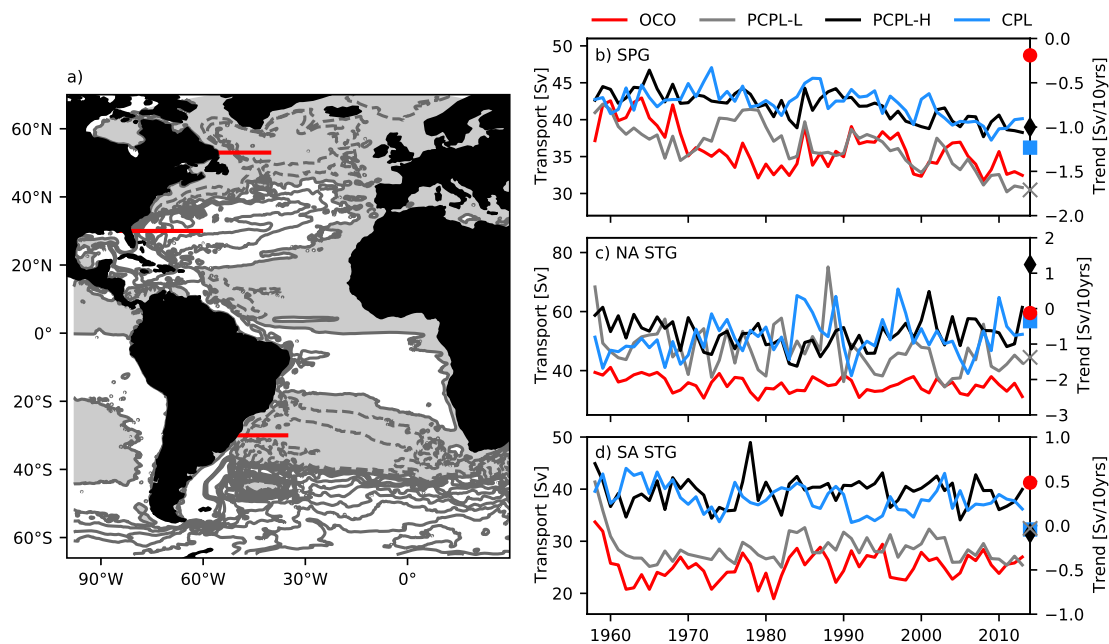 OCO PCPL-L PCPL-H CPL
a)
60°N
40°N
20°N
0°
20°S
40°S
60°S
90°W 60°W 30°W 0°
b) SPG
Transport [Sv]
50
45
40
35
30
0.0
−0.5
−1.0
−1.5
−2.0
Trend [Sv/10yrs]
c) NA STG
Transport [Sv]
80
60
40
2
1
0
−1
−2
−3
Trend [Sv/10yrs]
d) SA STG
Transport [Sv]
50
40
30
20
1.0
0.5
0.0
−0.5
−1.0
Trend [Sv/10yrs]
1960 1970 1980 1990 2000 2010